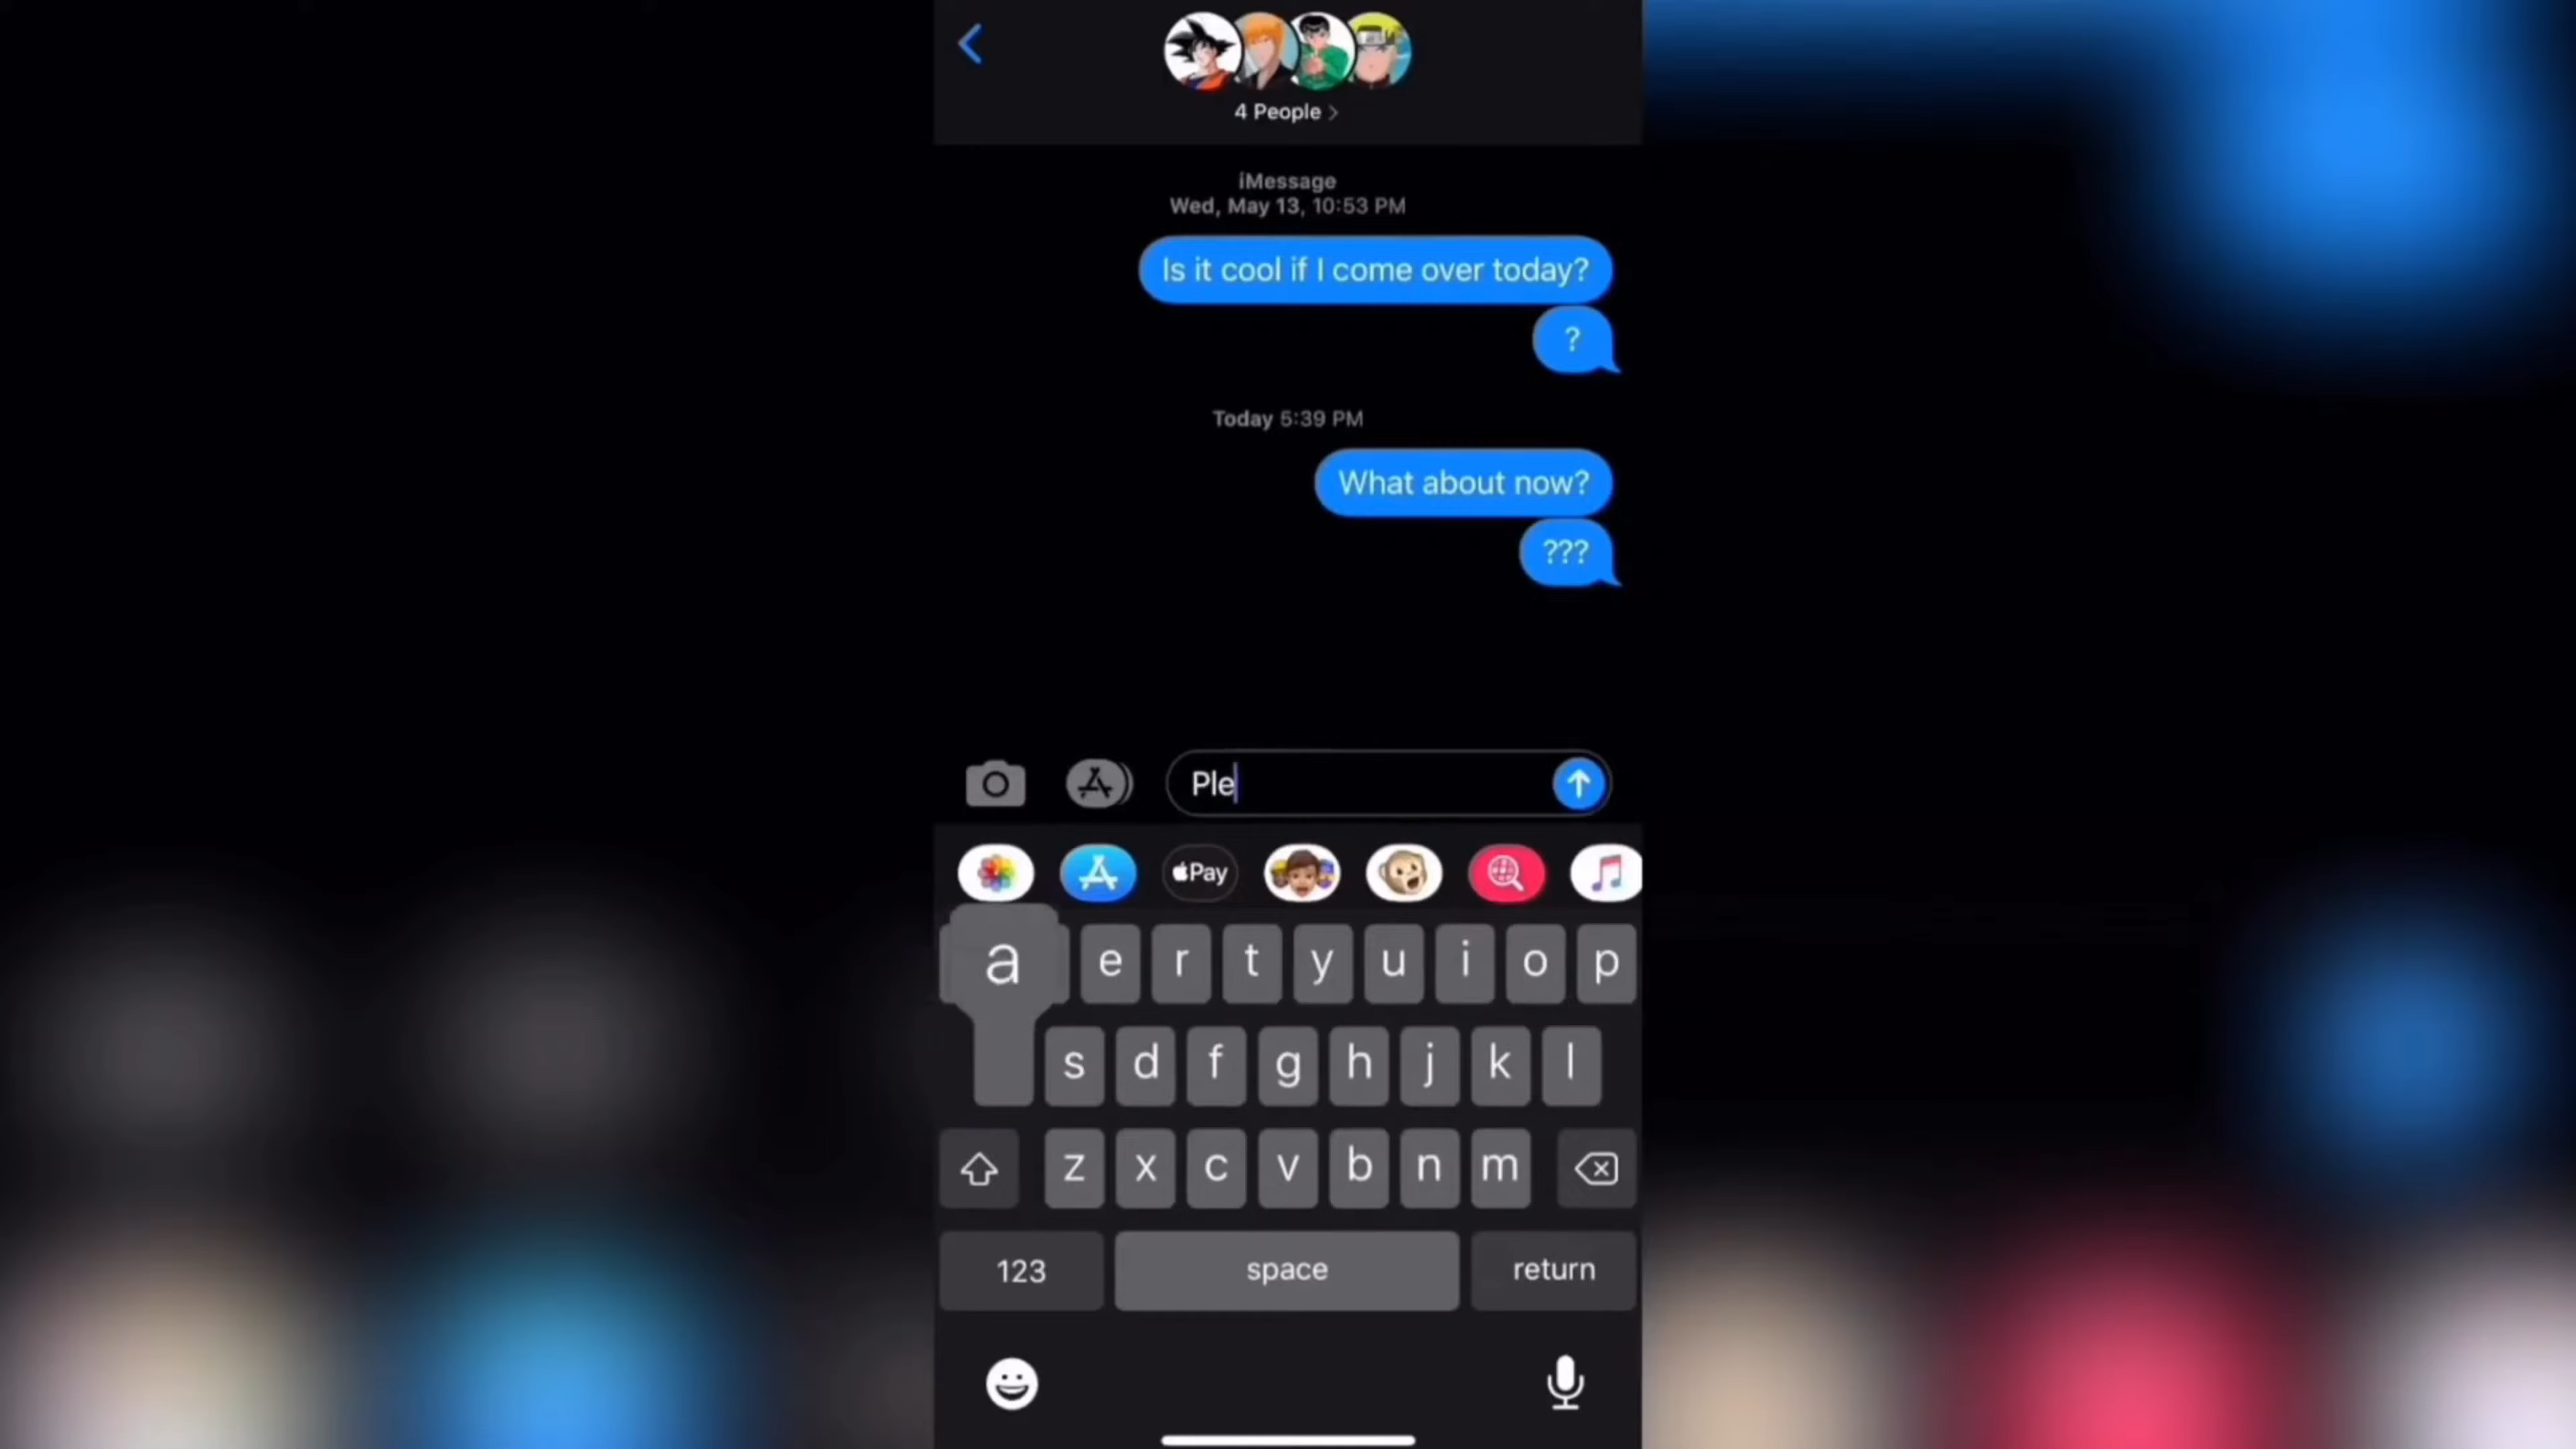 4 People
iMessage
Wed, May 13, 10:53 PM
Is it cool if I come over today?
?
Today 5:39 PM
What about now?
???
Ple
Pay
a e r t y u i o p
s d f g h j k l
z x c v b n m
123 space return